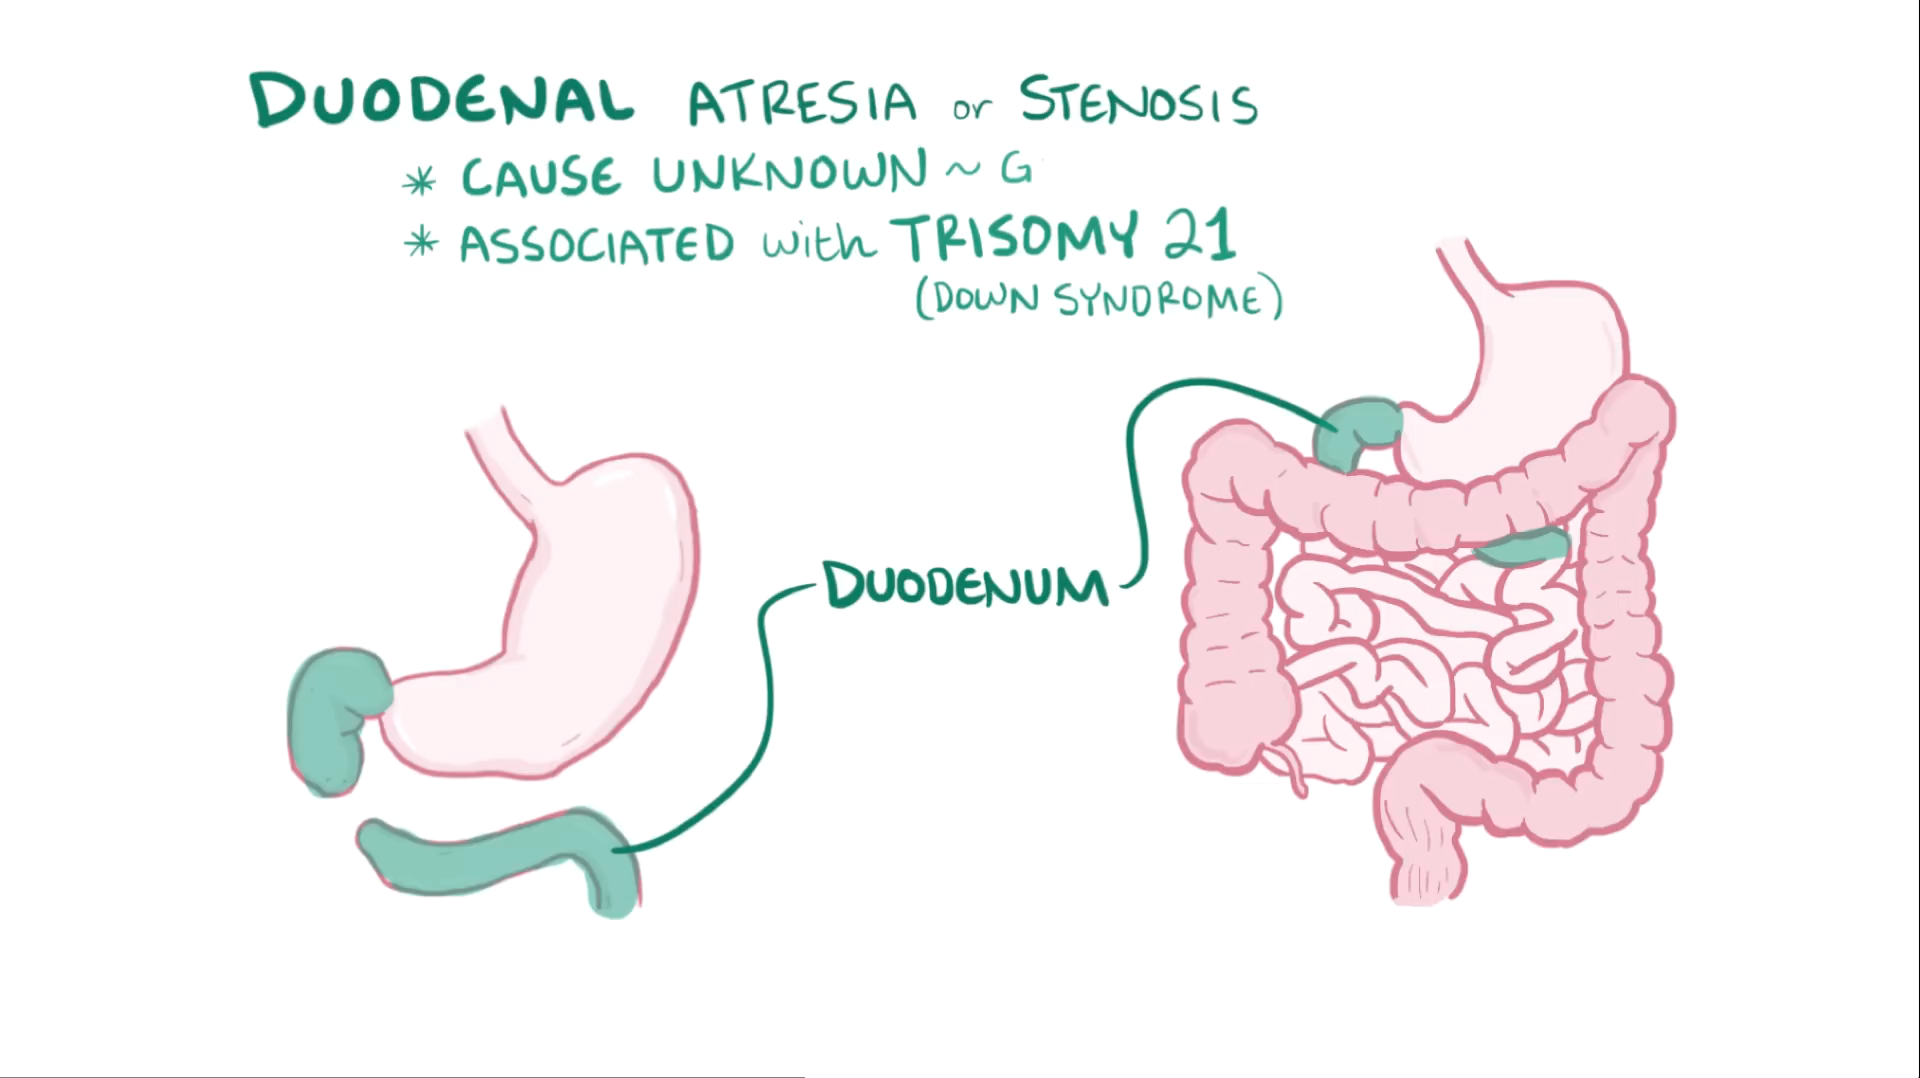 DUODENAL ATRESIA or STENOSIS
* CAUSE UNKNOWN ~ G
* ASSOCIATED with TRISOMY 21
(DOWN SYNDROME)
DUODENUM